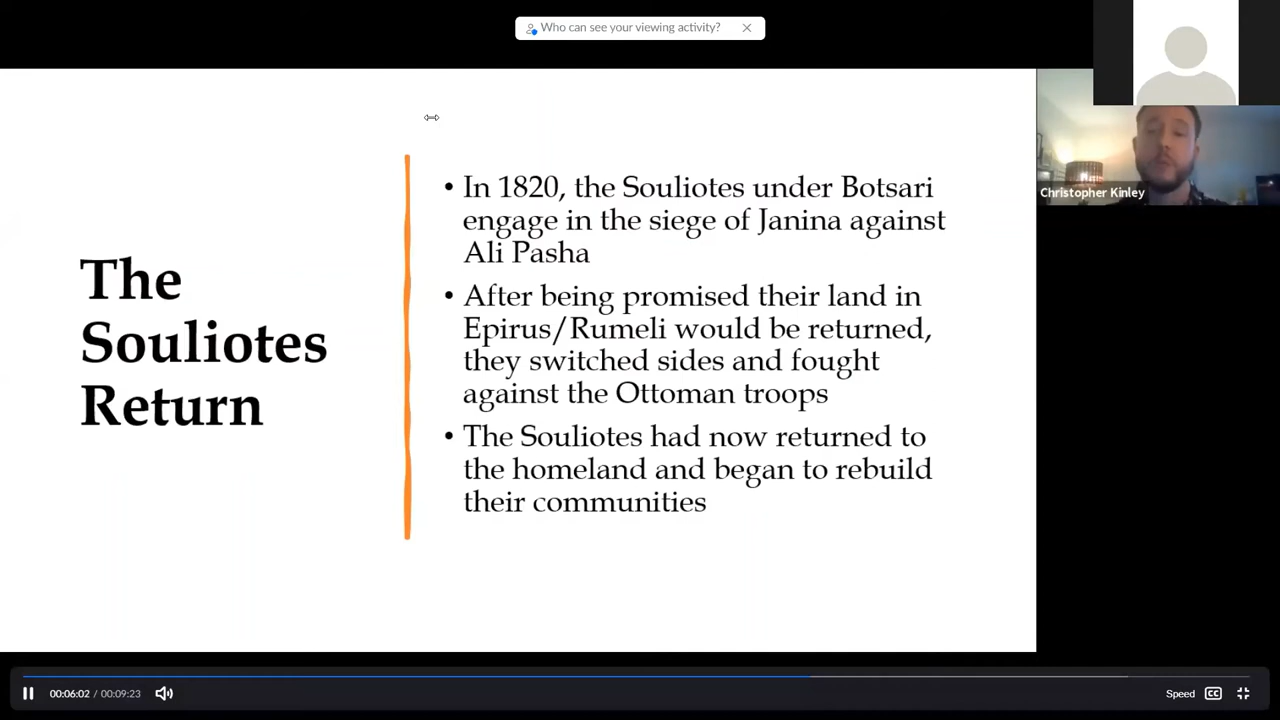 Who can see your viewing activity?
The
Souliotes
Return
• In 1820, the Souliotes under Botsari
engage in the siege of Janina against
Ali Pasha
• After being promised their land in
Epirus/Rumeli would be returned,
they switched sides and fought
against the Ottoman troops
• The Souliotes had now returned to
the homeland and began to rebuild
their communities
Christopher Kinley
00:06:02 / 00:09:23
Speed
CC